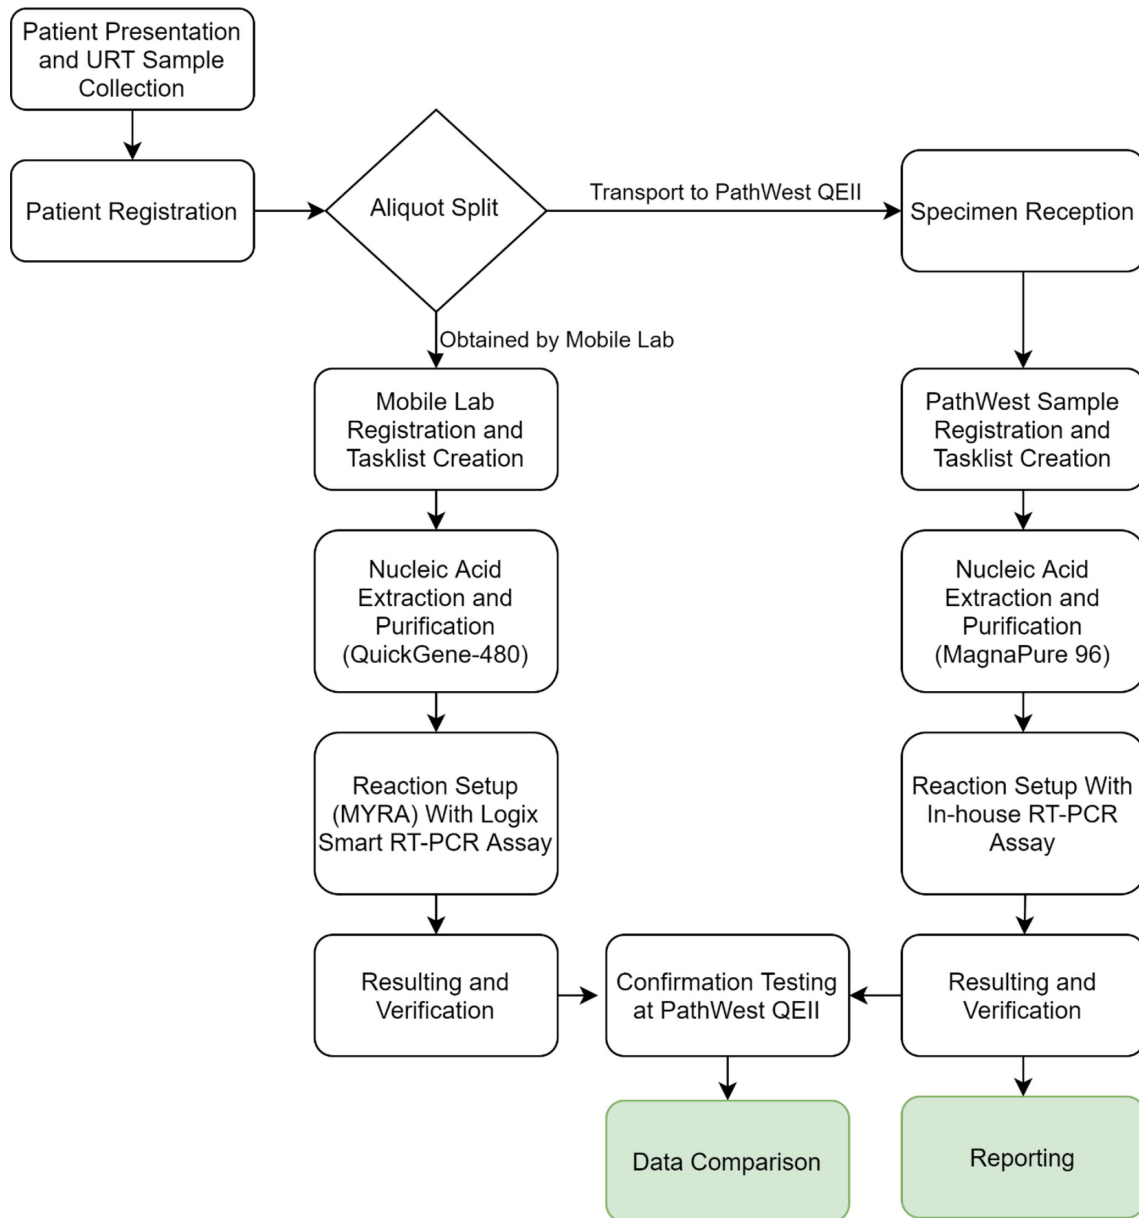 Patient Presentation
and URT Sample
Collection
Patient Registration
Aliquot Split
Transport to PathWest QEII
Specimen Reception
Obtained by Mobile Lab
Mobile Lab
Registration and
Tasklist Creation
PathWest Sample
Registration and
Tasklist Creation
Nucleic Acid
Extraction and
Purification
(QuickGene-480)
Nucleic Acid
Extraction and
Purification
(MagnaPure 96)
Reaction Setup
(MYRA) With Logix
Smart RT-PCR Assay
Reaction Setup With
In-house RT-PCR
Assay
Resulting and
Verification
Confirmation Testing
at PathWest QEII
Resulting and
Verification
Data Comparison
Reporting